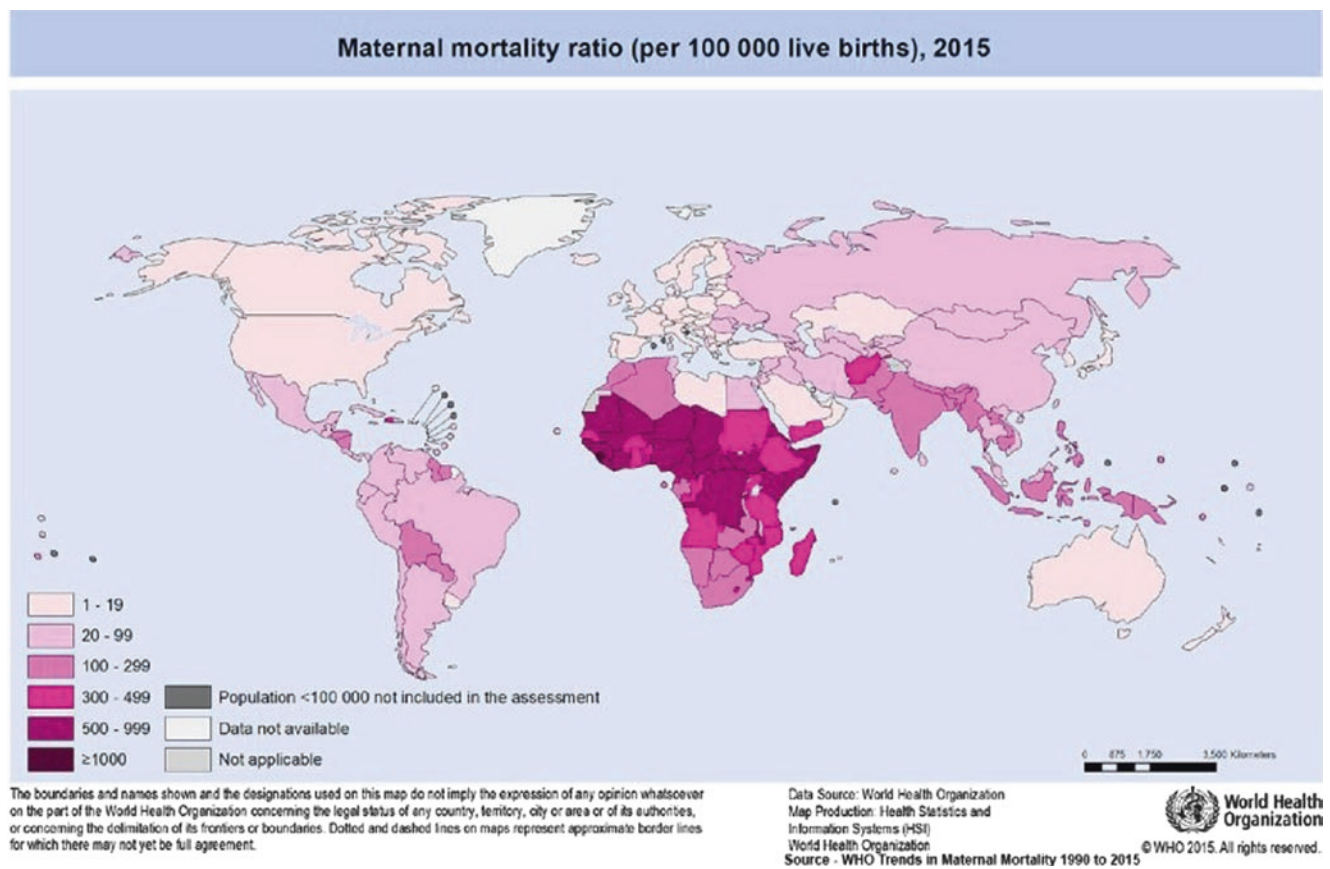 Maternal mortality ratio (per 100 000 live births), 2015
1 - 19
20 - 99
100 - 299
300 - 499
500 - 999
≥1000
Population <100 000 not included in the assessment
Data not available
Not applicable
0 875 1.750 3,500 Kilometers
The boundaries and names shown and the designations used on this map do not imply the expression of any opinion whatsoever
on the part of the World Health Organization concerning the legal status of any country, territory, city or area or of its authorities,
or concerning the delimitation of its frontiers or boundaries. Dotted and dashed lines on maps represent approximate border lines
for which there may not yet be full agreement.
Data Source: World Health Organization
Map Production: Health Statistics and
Information Systems (HSI)
World Health Organization
Source - WHO Trends in Maternal Mortality 1990 to 2015
World Health
Organization
© WHO 2015. All rights reserved.